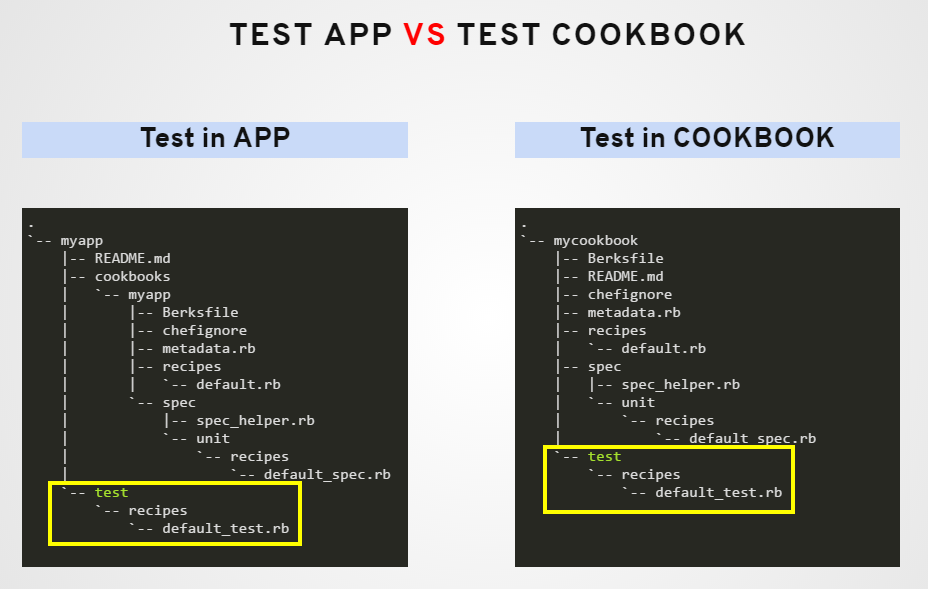 TEST APP VS TEST COOKBOOK
Test in APP
.
`-- myapp
    |-- README.md
    |-- cookbooks
    |   `-- myapp
    |       |-- Berksfile
    |       |-- chefignore
    |       |-- metadata.rb
    |       |-- recipes
    |       |   `-- default.rb
    |       `-- spec
    |           |-- spec_helper.rb
    |           `-- unit
    |               `-- recipes
    |                   `-- default_spec.rb
    `-- test
        `-- recipes
            `-- default_test.rb
Test in COOKBOOK
.
`-- mycookbook
    |-- Berksfile
    |-- README.md
    |-- chefignore
    |-- metadata.rb
    |-- recipes
    |   `-- default.rb
    |-- spec
    |   |-- spec_helper.rb
    |   `-- unit
    |       `-- recipes
    |           `-- default_spec.rb
    `-- test
        `-- recipes
            `-- default_test.rb